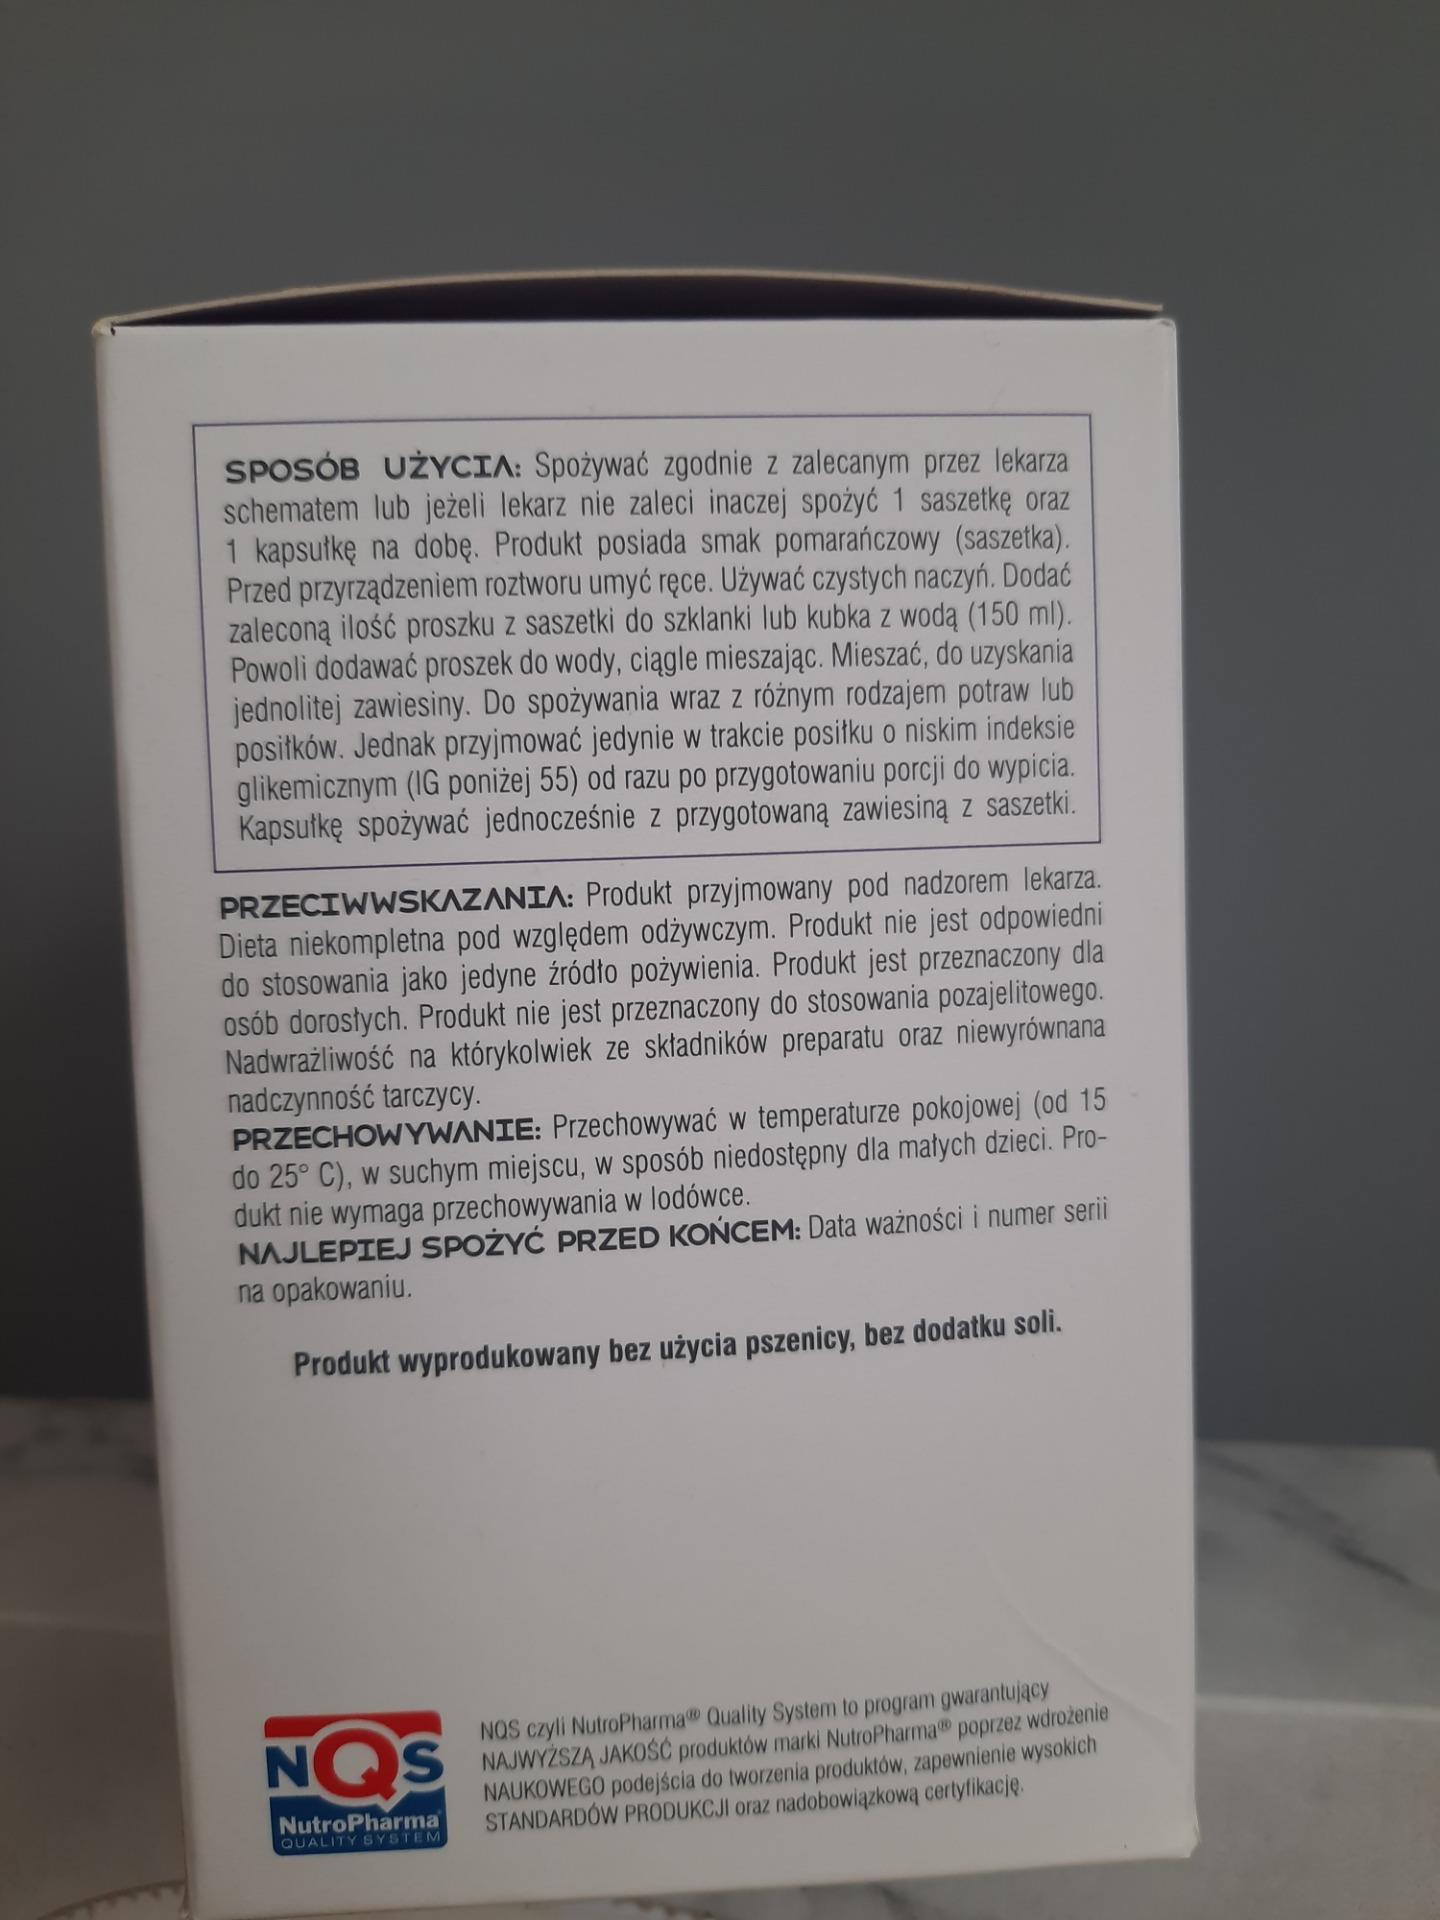 SPOSÓB UŻYCIA: Spożywać zgodnie z zalecanym przez lekarza
schematem lub jeżeli lekarz nie zaleci inaczej spożyć 1 saszetkę oraz
1 kapsułkę na dobę. Produkt posiada smak pomarańczowy (saszetka).
Przed przyrządzeniem roztworu umyć ręce. Używać czystych naczyń. Dodać
zaleconą ilość proszku z saszetki do szklanki lub kubka z wodą (150 ml).
Powoli dodawać proszek do wody, ciągle mieszając. Mieszać, do uzyskania
jednolitej zawiesiny. Do spożywania wraz z różnym rodzajem potraw lub
posiłków. Jednak przyjmować jedynie w trakcie posiłku o niskim indeksie
glikemicznym (IG poniżej 55) od razu po przygotowaniu porcji do wypicia.
Kapsułkę spożywać jednocześnie z przygotowaną zawiesiną z saszetki.
PRZECIWWSKAZANIA: Produkt przyjmowany pod nadzorem lekarza.
Dieta niekompletna pod względem odżywczym. Produkt nie jest odpowiedni
do stosowania jako jedyne źródło pożywienia. Produkt jest przeznaczony dla
osób dorosłych. Produkt nie jest przeznaczony do stosowania pozajelitowego.
Nadwrażliwość na którykolwiek ze składników preparatu oraz niewyrównana
nadczynność tarczycy.
PRZECHOWYWANIE: Przechowywać w temperaturze pokojowej (od 15
do 25° C), w suchym miejscu, w sposób niedostępny dla małych dzieci. Pro-
dukt nie wymaga przechowywania w lodówce.
NAJLEPIEJ SPOŻYĆ PRZED KOŃCEM: Data ważności i numer serii
na opakowaniu.
Produkt wyprodukowany bez użycia pszenicy, bez dodatku soli.
NQS
NutroPharma
QUALITY SYSTEM
NQS czyli NutroPharma® Quality System to program gwarantujący
NAJWYŻSZĄ JAKOŚĆ produktów marki NutroPharma® poprzez wdrożenie
NAUKOWEGO podejścia do tworzenia produktów, zapewnienie wysokich
STANDARDÓW PRODUKCJI oraz nadobowiązkową certyfikację.